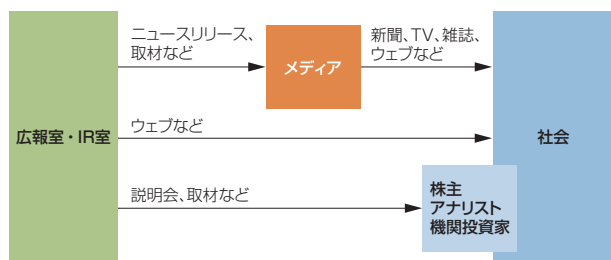 ニュースリリース、
取材など
新聞、TV、雑誌、
ウェブなど
メディア
広報室・IR室
ウェブなど
社会
説明会、取材など
株主
アナリスト
機関投資家